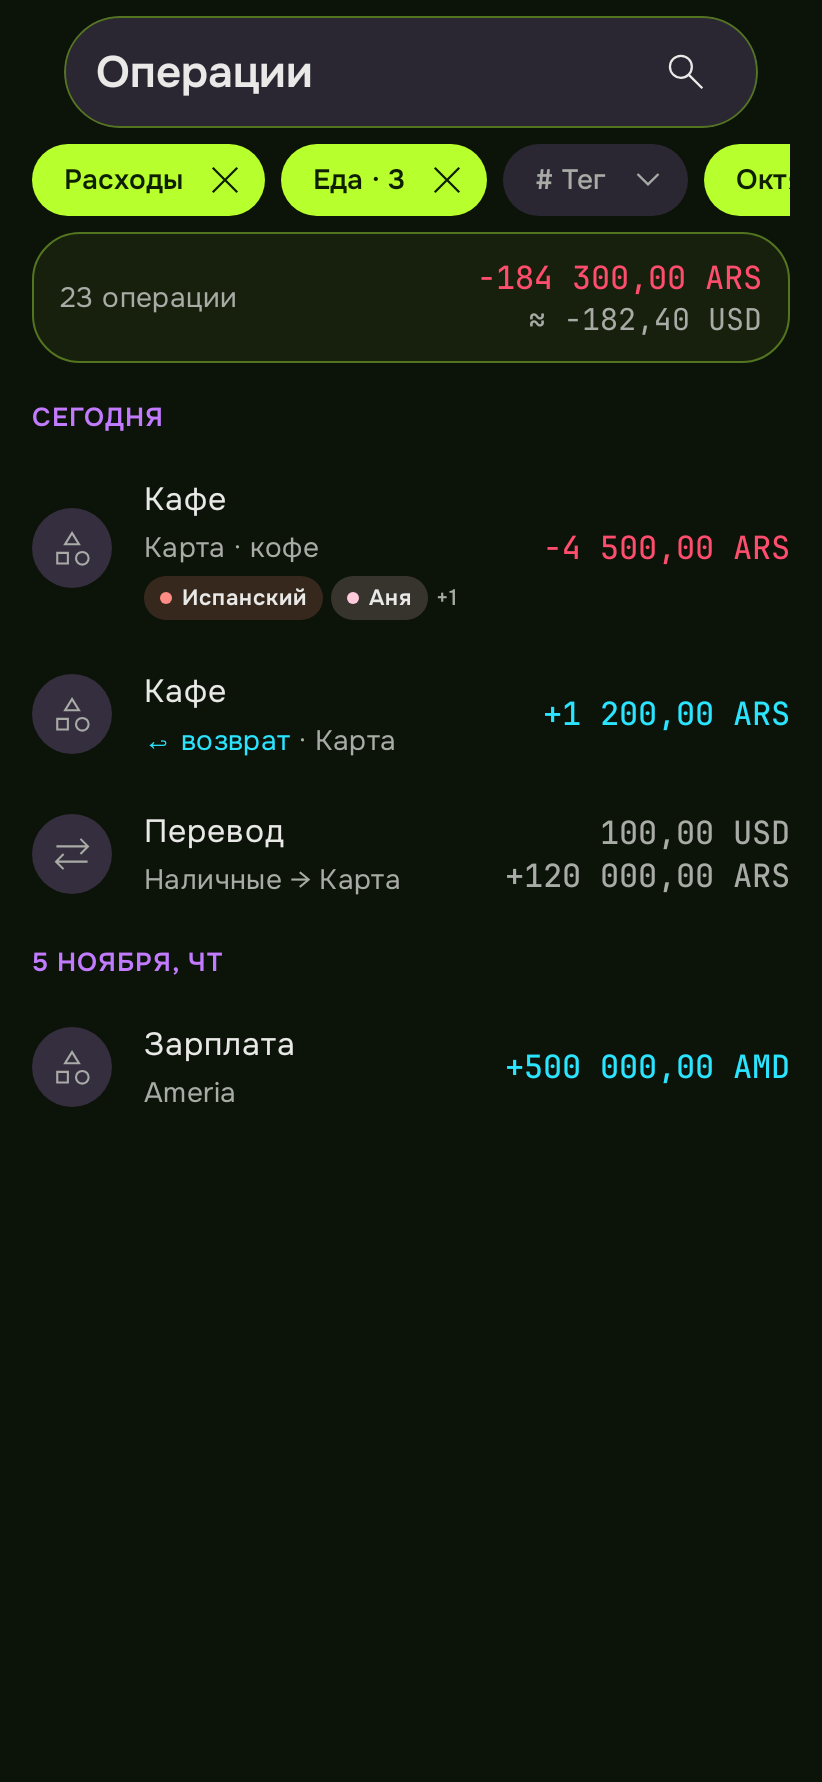 Операции
Расходы
Еда · 3
# Тег
Окт
23 операции
-184 300,00 ARS
≈ -182,40 USD
СЕГОДНЯ
Кафе
Карта · кофе
-4 500,00 ARS
Испанский
Аня
+1
Кафе
↩ возврат · Карта
+1 200,00 ARS
Перевод
Наличные → Карта
100,00 USD
+120 000,00 ARS
5 НОЯБРЯ, ЧТ
Зарплата
Ameria
+500 000,00 AMD